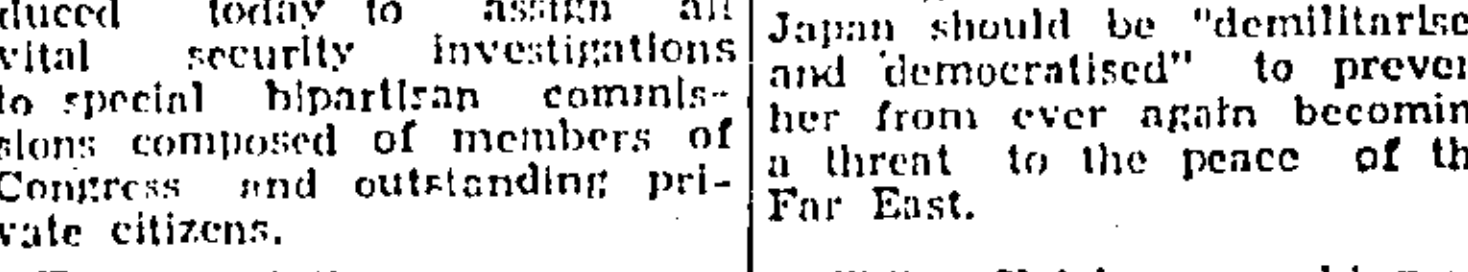 duced today to assign all
vital security investigations
to special bipartisan commis-
sions composed of members of
Congress and outstanding pri-
vate citizens.
Japan should be "demilitarise
and democratised" to preven
her from ever again becomin
a threat to the peace of th
Far East.